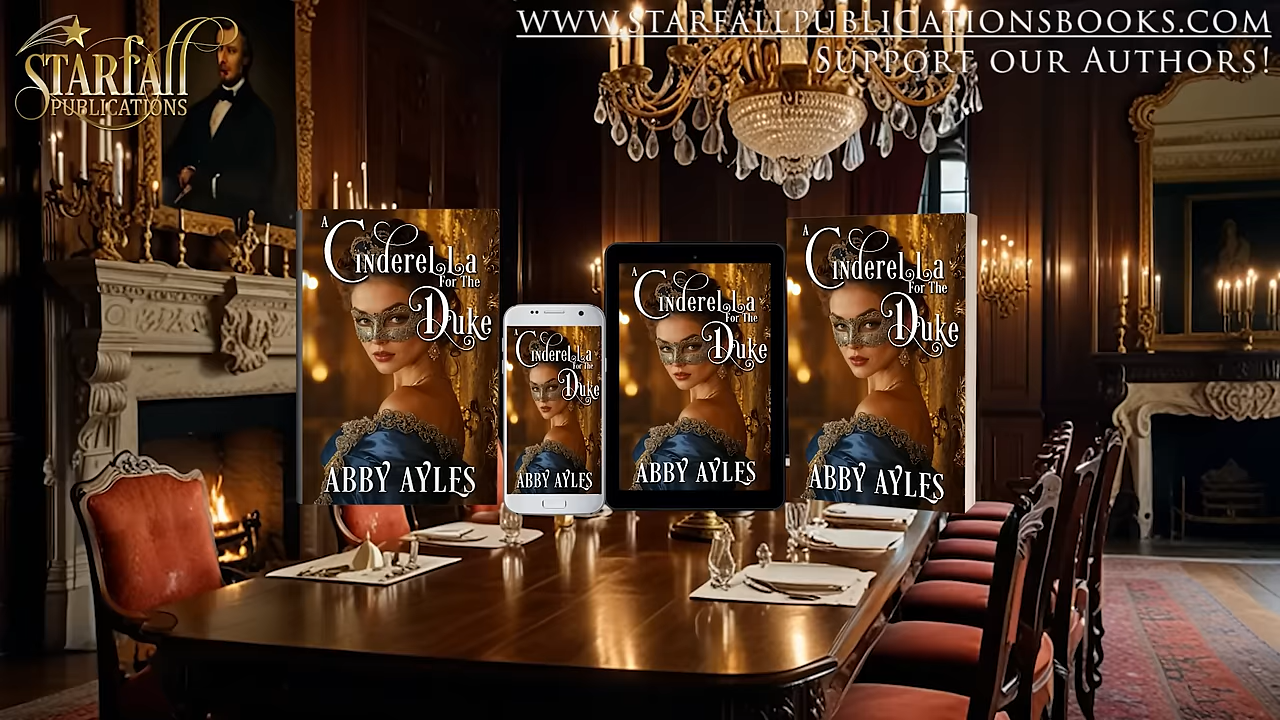 STARfall
PUBLICATIONS
WWW.STARFALLPUBLICATIONSBOOKS.COM
SUPPORT OUR AUTHORS!
A
CINDERELLA
FOR THE
DUKE
ABBY AYLES
A
CINDERELLA
FOR THE
DUKE
ABBY AYLES
A
CINDERELLA
FOR THE
DUKE
ABBY AYLES
A
CINDERELLA
FOR THE
DUKE
ABBY AYLES